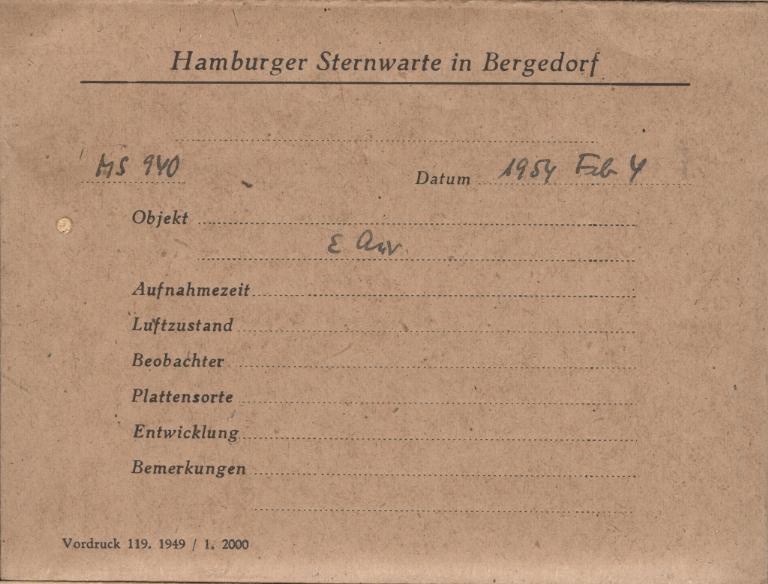 Hamburger Sternwarte in Bergedorf
MS 940 Datum 1954 Feb 4
Objekt
ε Aur
Aufnahmezeit
Luftzustand
Beobachter
Plattensorte
Entwicklung
Bemerkungen
Vordruck 119. 1949 / 1. 2000